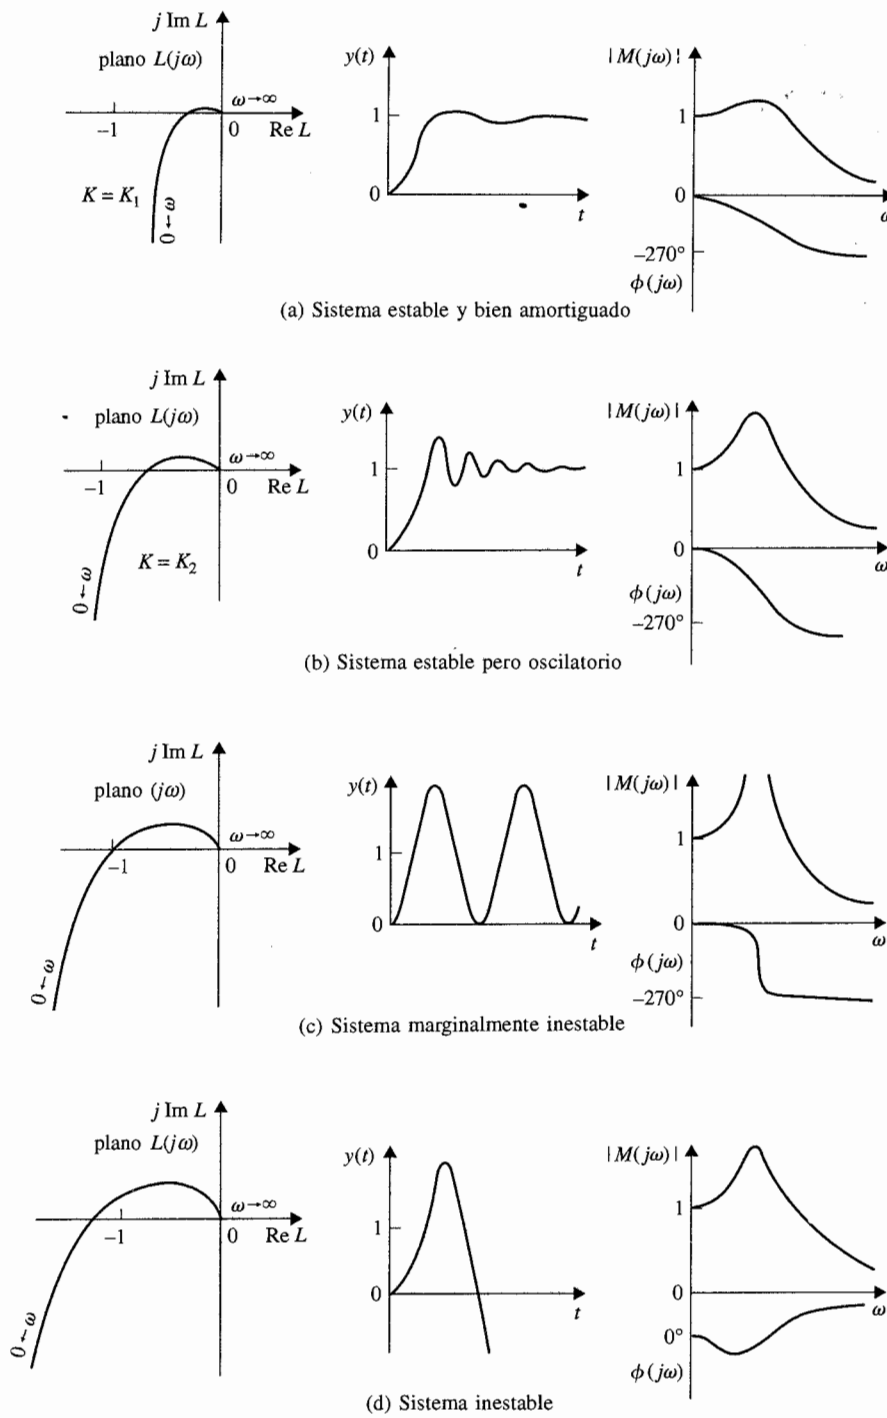 j Im L
plano L(jω)
ω→∞
−1
0
Re L
K = K₁
0←ω
y(t)
1
0
t
|M(jω)|
1
0
ω
−270°
ϕ(jω)
(a) Sistema estable y bien amortiguado
j Im L
plano L(jω)
ω→∞
−1
0
Re L
K = K₂
0←ω
y(t)
1
0
t
|M(jω)|
1
0
ω
ϕ(jω)
−270°
(b) Sistema estable pero oscilatorio
j Im L
plano (jω)
ω→∞
−1
0
Re L
0←ω
y(t)
1
0
t
|M(jω)|
1
0
ω
ϕ(jω)
−270°
(c) Sistema marginalmente inestable
j Im L
plano L(jω)
ω→∞
−1
0
Re L
0←ω
y(t)
1
0
t
|M(jω)|
1
0
ω
0°
ϕ(jω)
(d) Sistema inestable